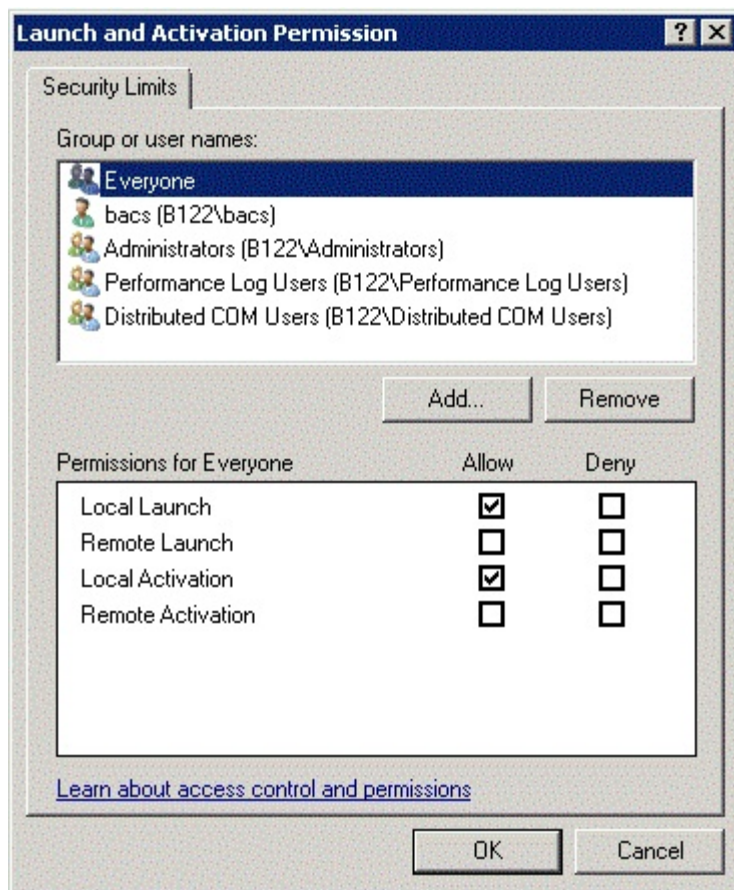 Launch and Activation Permission
Security Limits
Group or user names:
Everyone
bacs (B122\bacs)
Administrators (B122\Administrators)
Performance Log Users (B122\Performance Log Users)
Distributed COM Users (B122\Distributed COM Users)
Add... Remove
Permissions for Everyone Allow Deny
Local Launch
Remote Launch
Local Activation
Remote Activation
Learn about access control and permissions
OK Cancel